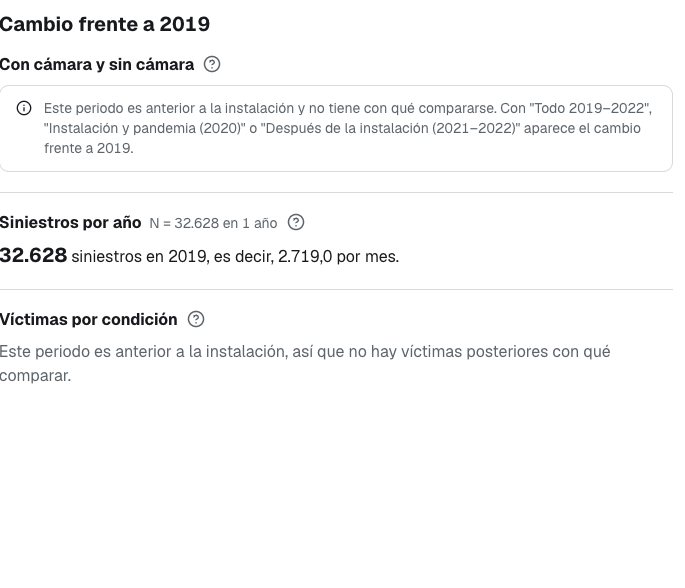 Cambio frente a 2019
Con cámara y sin cámara
Este periodo es anterior a la instalación y no tiene con qué compararse. Con "Todo 2019–2022",
"Instalación y pandemia (2020)" o "Después de la instalación (2021–2022)" aparece el cambio
frente a 2019.
Siniestros por año N = 32.628 en 1 año
32.628 siniestros en 2019, es decir, 2.719,0 por mes.
Víctimas por condición
Este periodo es anterior a la instalación, así que no hay víctimas posteriores con qué
comparar.